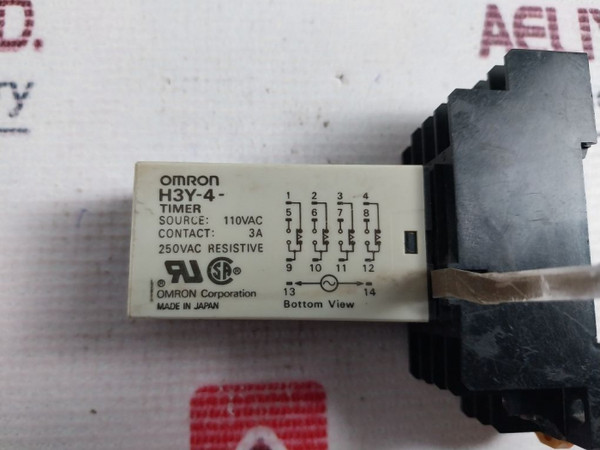 OMRON
H3Y-4-
TIMER
SOURCE: 110VAC
CONTACT: 3A
250VAC RESISTIVE
OMRON Corporation
MADE IN JAPAN
1 2 3 4
5 6 7 8
9 10 11 12
13 14
Bottom View